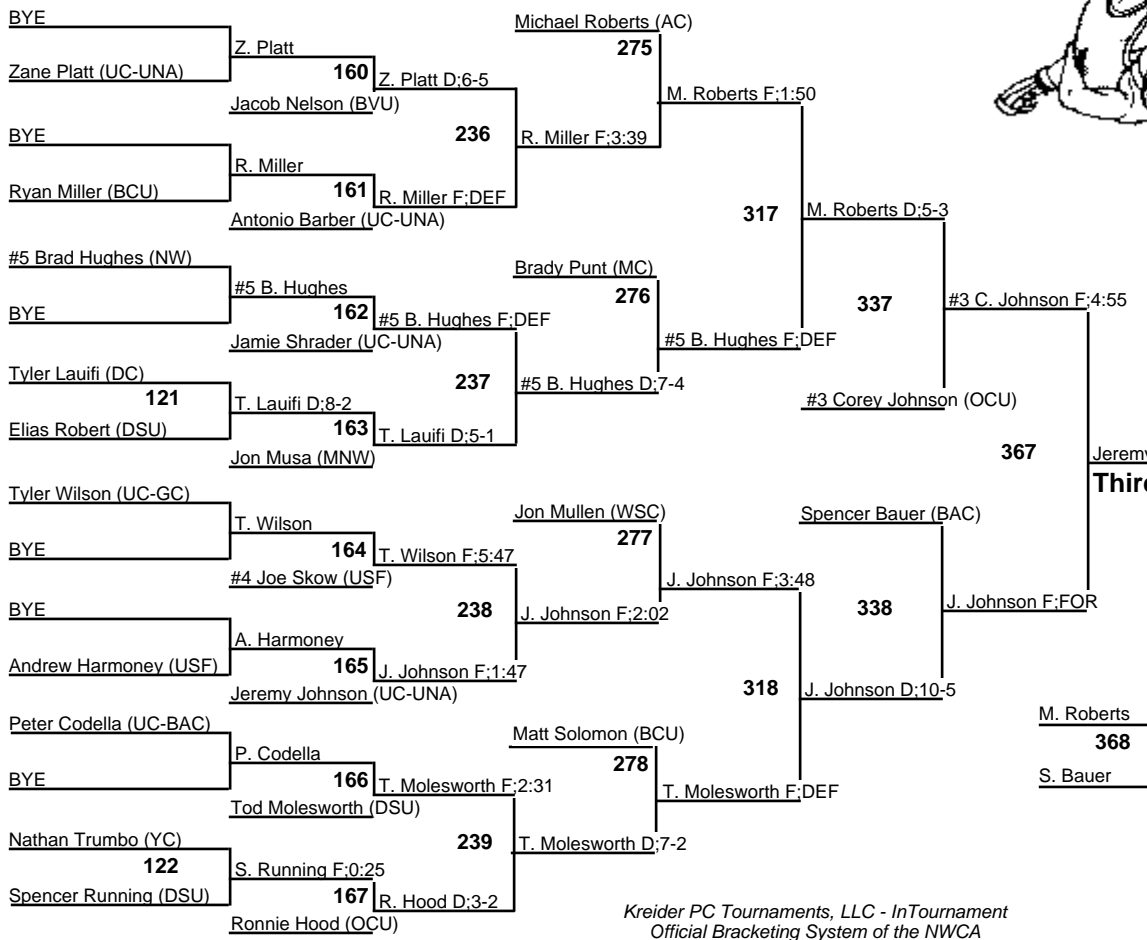 BYE
Michael Roberts (AC)
275
Z. Platt
Zane Platt (UC-UNA)
160
Z. Platt D;6-5
Jacob Nelson (BVU)
M. Roberts F;1:50
236
R. Miller F;3:39
BYE
R. Miller
Ryan Miller (BCU)
161
R. Miller F;DEF
Antonio Barber (UC-UNA)
317
M. Roberts D;5-3
#5 Brad Hughes (NW)
Brady Punt (MC)
276
#5 B. Hughes
BYE
162
#5 B. Hughes F;DEF
Jamie Shrader (UC-UNA)
337
#3 C. Johnson F;4:55
#5 B. Hughes F;DEF
Tyler Lauifi (DC)
121
237
#5 B. Hughes D;7-4
T. Lauifi D;8-2
Elias Robert (DSU)
163
T. Lauifi D;5-1
Jon Musa (MNW)
#3 Corey Johnson (OCU)
367
Jeremy
Third
Tyler Wilson (UC-GC)
Jon Mullen (WSC)
277
Spencer Bauer (BAC)
T. Wilson
BYE
164
T. Wilson F;5:47
#4 Joe Skow (USF)
J. Johnson F;3:48
238
J. Johnson F;2:02
338
J. Johnson F;FOR
BYE
A. Harmoney
Andrew Harmoney (USF)
165
J. Johnson F;1:47
Jeremy Johnson (UC-UNA)
318
J. Johnson D;10-5
Peter Codella (UC-BAC)
Matt Solomon (BCU)
278
M. Roberts
368
S. Bauer
P. Codella
BYE
166
T. Molesworth F;2:31
Tod Molesworth (DSU)
T. Molesworth F;DEF
Nathan Trumbo (YC)
122
239
T. Molesworth D;7-2
S. Running F;0:25
Spencer Running (DSU)
167
R. Hood D;3-2
Ronnie Hood (OCU)
Kreider PC Tournaments, LLC - InTournament
Official Bracketing System of the NWCA